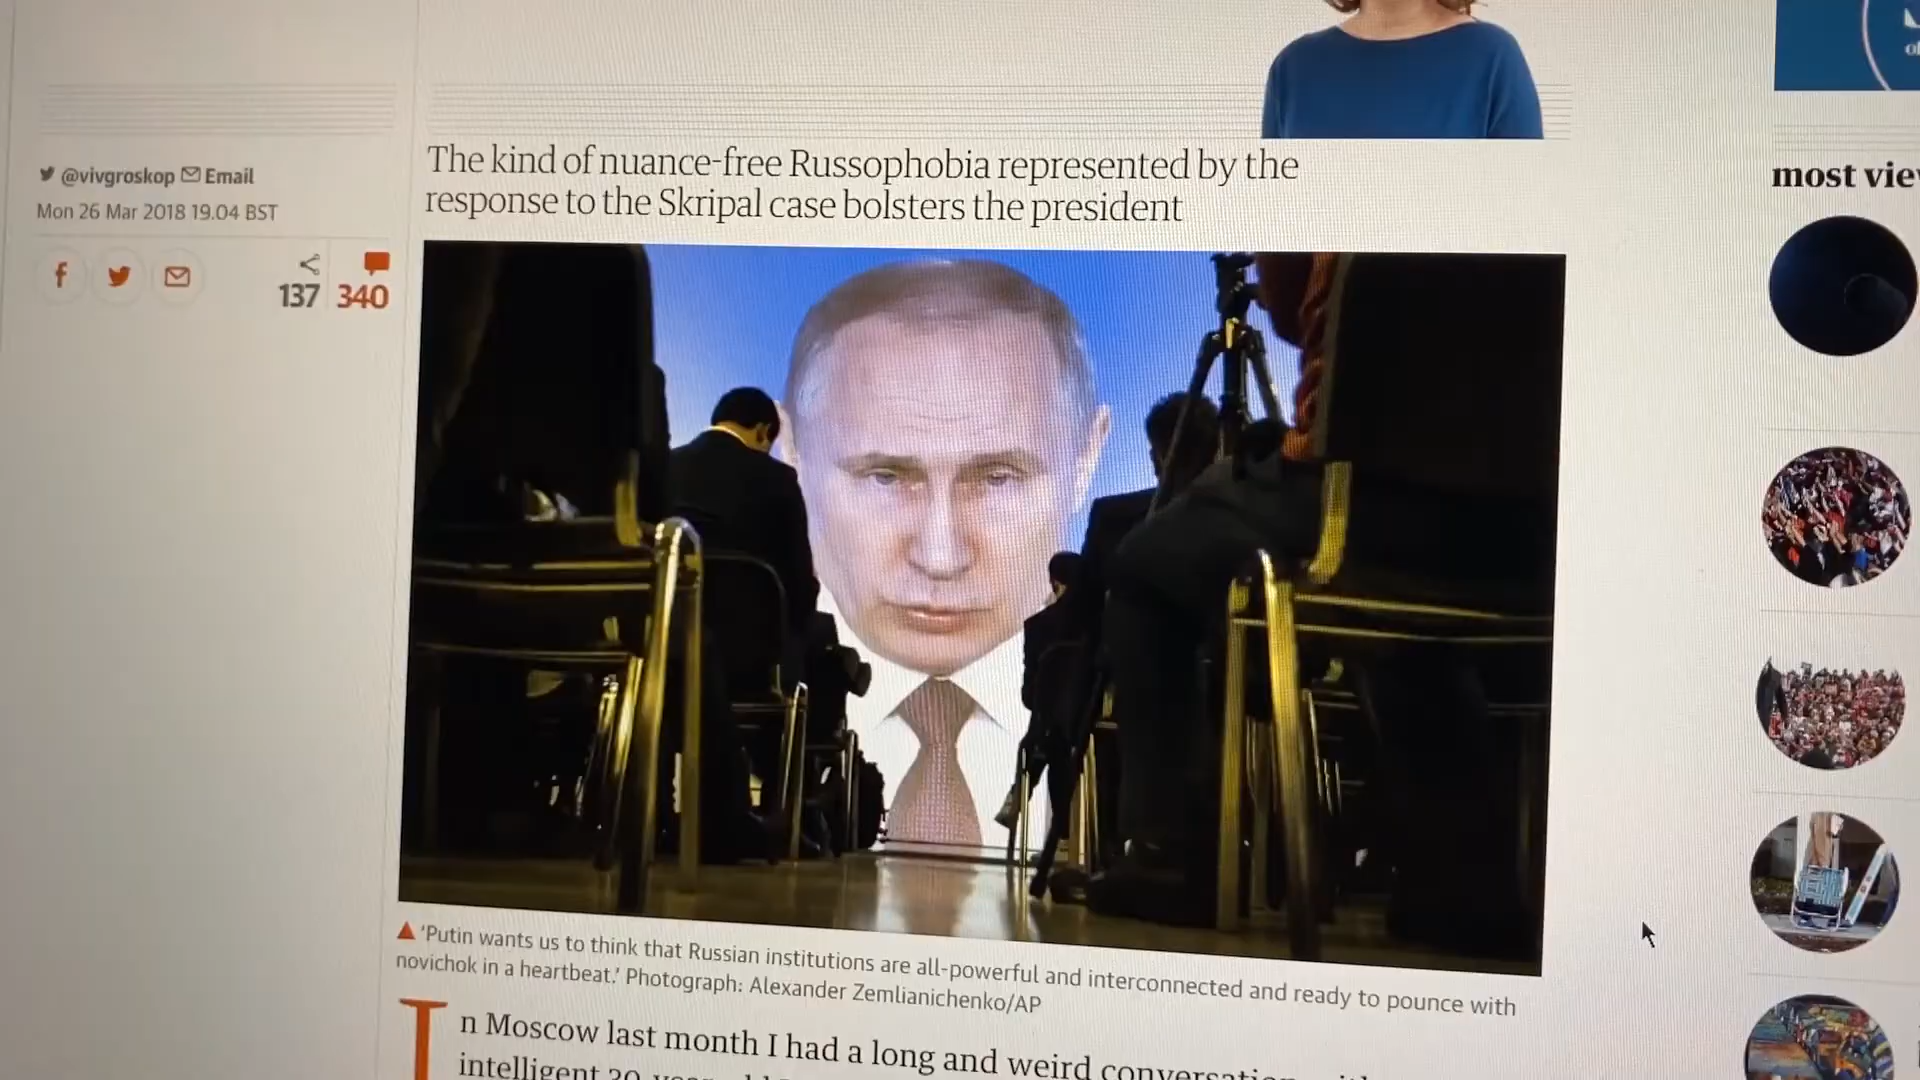 The kind of nuance-free Russophobia represented by the
response to the Skripal case bolsters the president
@vivgroskop Email
Mon 26 Mar 2018 19.04 BST
137 340
most vie
'Putin wants us to think that Russian institutions are all-powerful and interconnected and ready to pounce with
novichok in a heartbeat.' Photograph: Alexander Zemlianichenko/AP
In Moscow last month I had a long and weird
intelligent